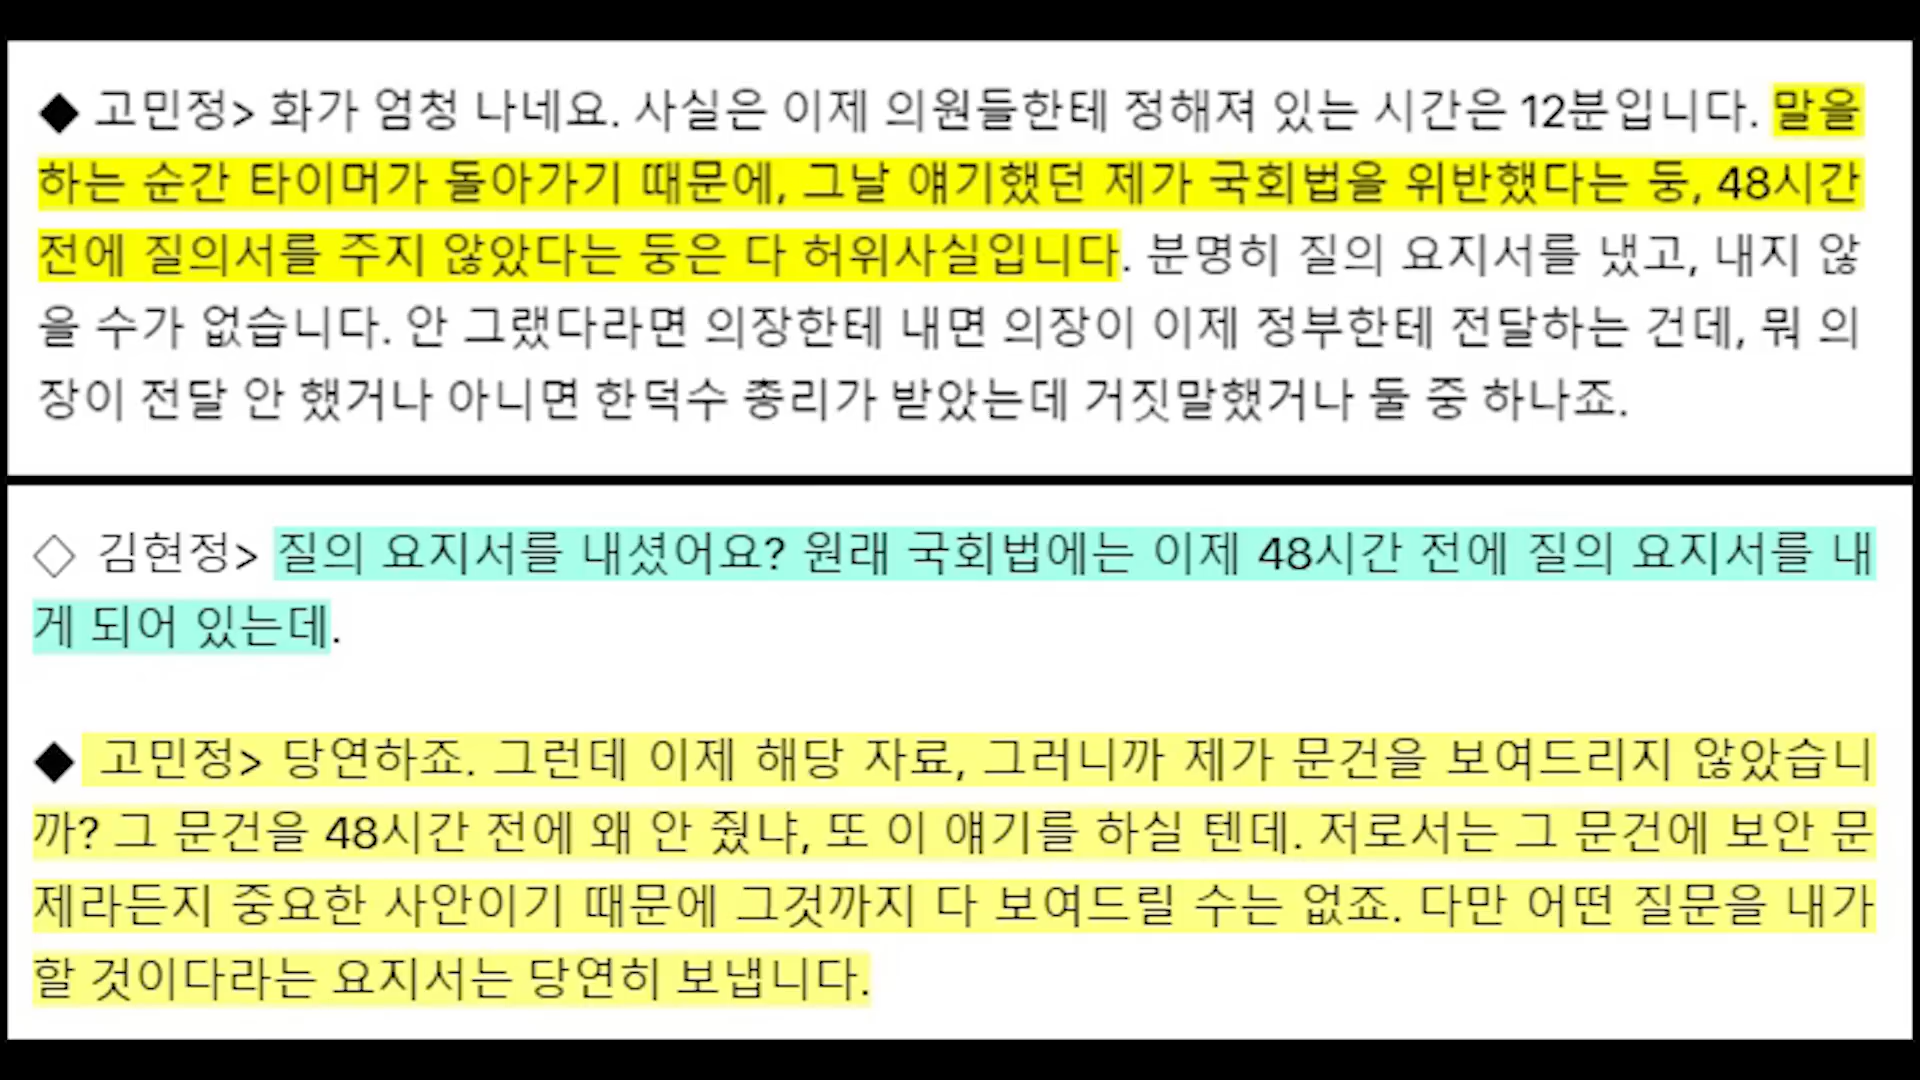 ◆ 고민정> 화가 엄청 나네요. 사실은 이제 의원들한테 정해져 있는 시간은 12분입니다. 말을
하는 순간 타이머가 돌아가기 때문에, 그날 얘기했던 제가 국회법을 위반했다는 둥, 48시간
전에 질의서를 주지 않았다는 둥은 다 허위사실입니다. 분명히 질의 요지서를 냈고, 내지 않
을 수가 없습니다. 안 그랬다라면 의장한테 내면 의장이 이제 정부한테 전달하는 건데, 뭐 의
장이 전달 안 했거나 아니면 한덕수 총리가 받았는데 거짓말했거나 둘 중 하나죠.
◇ 김현정> 질의 요지서를 내셨어요? 원래 국회법에는 이제 48시간 전에 질의 요지서를 내
게 되어 있는데.
◆ 고민정> 당연하죠. 그런데 이제 해당 자료, 그러니까 제가 문건을 보여드리지 않았습니
까? 그 문건을 48시간 전에 왜 안 줬냐, 또 이 얘기를 하실 텐데. 저로서는 그 문건에 보안 문
제라든지 중요한 사안이기 때문에 그것까지 다 보여드릴 수는 없죠. 다만 어떤 질문을 내가
할 것이다라는 요지서는 당연히 보냅니다.